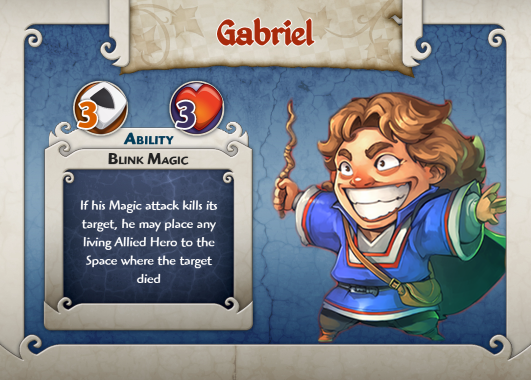 Gabriel
3 3
Ability
Blink Magic
If his Magic attack kills its
target, he may place any
living Allied Hero to the
Space where the target
died